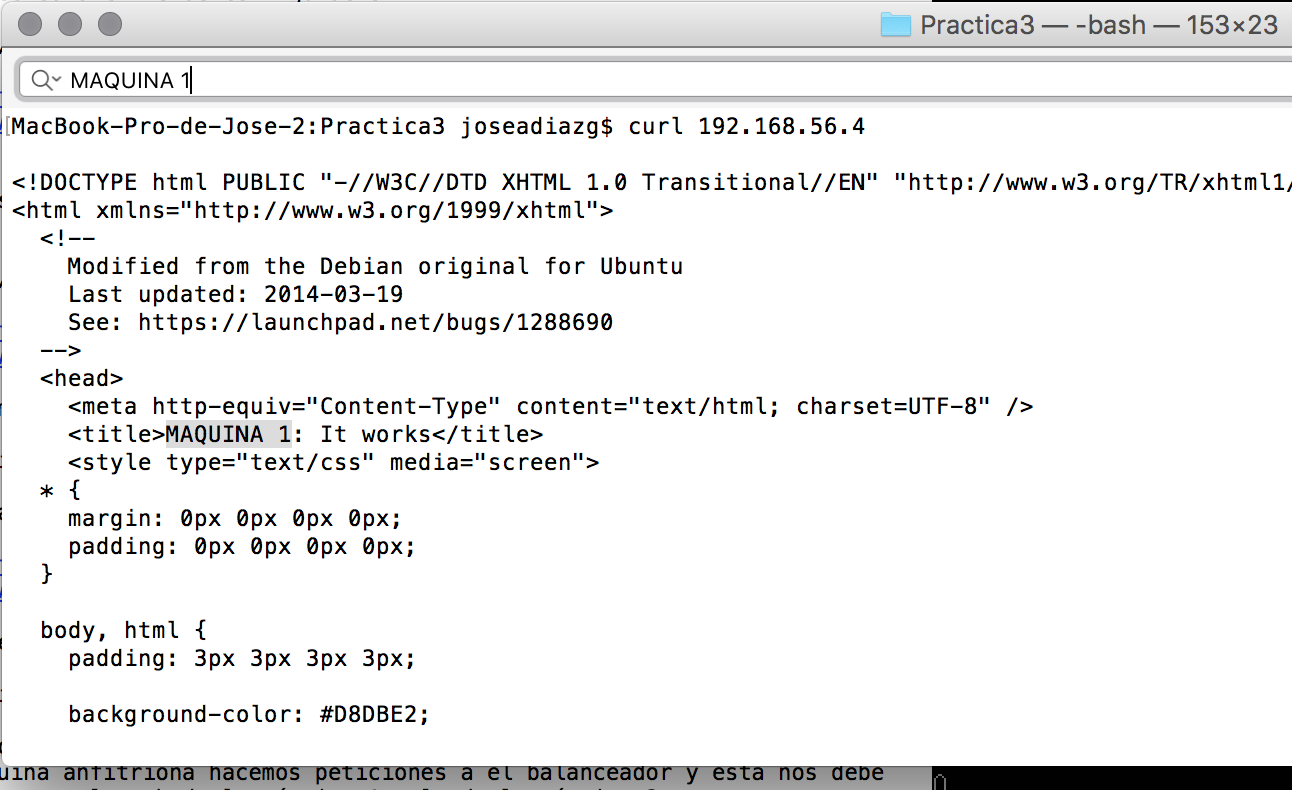 Practica3 — -bash — 153×23
MAQUINA 1
MacBook-Pro-de-Jose-2:Practica3 joseadiazg$ curl 192.168.56.4
<!DOCTYPE html PUBLIC "-//W3C//DTD XHTML 1.0 Transitional//EN" "http://www.w3.org/TR/xhtml1/
<html xmlns="http://www.w3.org/1999/xhtml">
<!--
Modified from the Debian original for Ubuntu
Last updated: 2014-03-19
See: https://launchpad.net/bugs/1288690
-->
<head>
<meta http-equiv="Content-Type" content="text/html; charset=UTF-8" />
<title>MAQUINA 1: It works</title>
<style type="text/css" media="screen">
* {
margin: 0px 0px 0px 0px;
padding: 0px 0px 0px 0px;
}
body, html {
padding: 3px 3px 3px 3px;
background-color: #D8DBE2;
uina anfitriona hacemos peticiones a el balanceador y esta nos debe